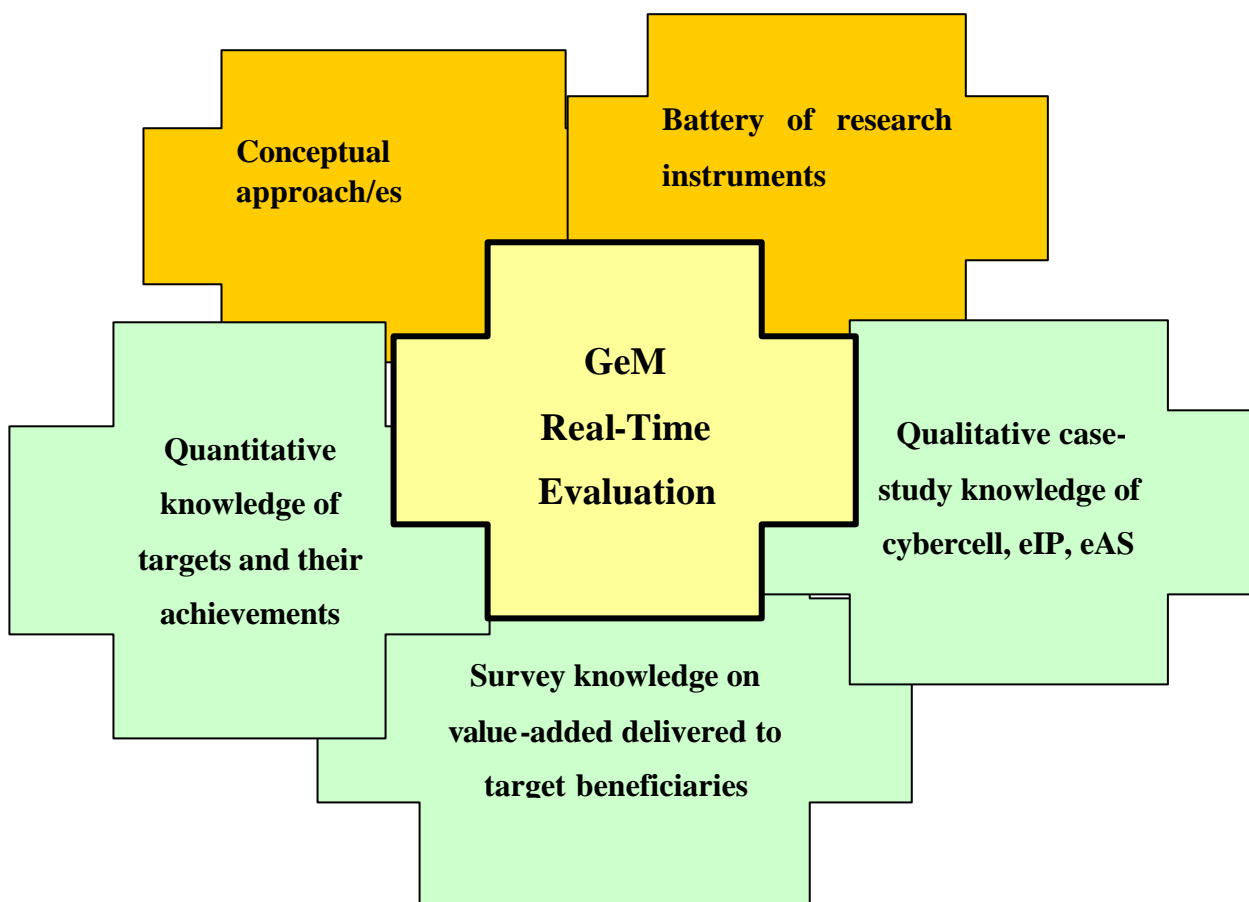 Conceptual
approach/es
Battery of research
instruments
GeM
Real-Time
Evaluation
Quantitative
knowledge of
targets and their
achievements
Qualitative case-
study knowledge of
cybercell, eIP, eAS
Survey knowledge on
value-added delivered to
target beneficiaries